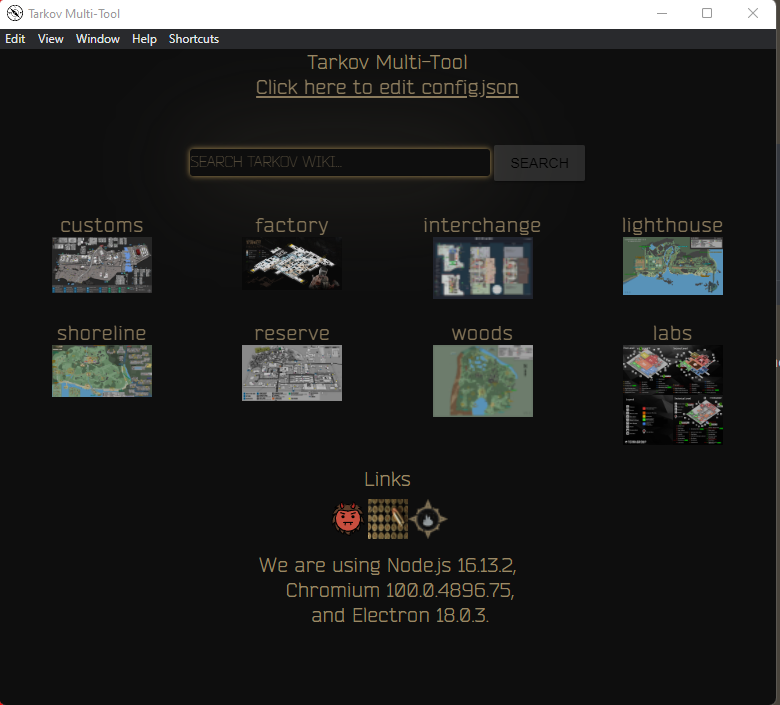 Tarkov Multi-Tool
Edit View Window Help Shortcuts
Tarkov Multi-Tool
Click here to edit config.json
SEARCH TARKOV WIKI... SEARCH
customs factory interchange lighthouse
shoreline reserve woods labs
Links
We are using Node.js 16.13.2,
Chromium 100.0.4896.75,
and Electron 18.0.3.